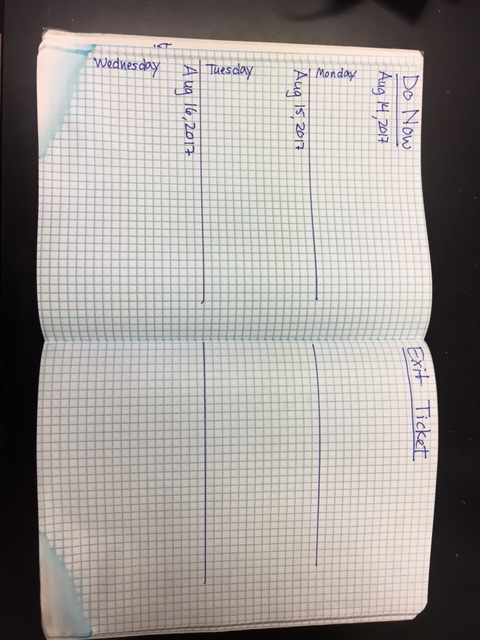 Do Now
Aug 14, 2017
Monday
Aug 15, 2017
Tuesday
Aug 16, 2017
Wednesday
Exit Ticket